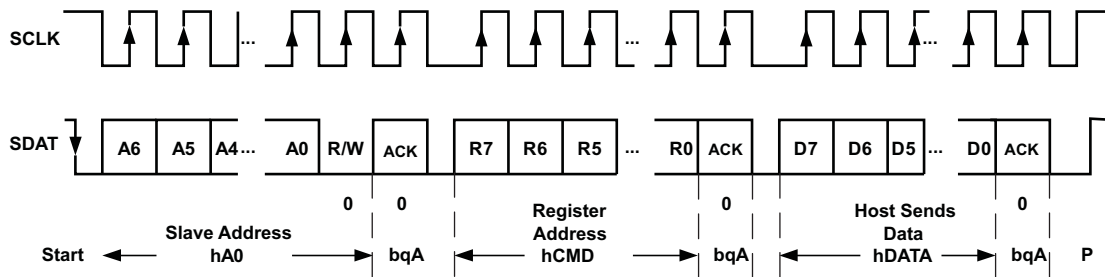 SCLK ... ... ...
SDAT A6 A5 A4... A0 R/W ACK R7 R6 R5 ... R0 ACK D7 D6 D5 ... D0 ACK
0 0 0 0
Slave Address Register Host Sends
Address Data
Start hA0 bqA hCMD bqA hDATA bqA P